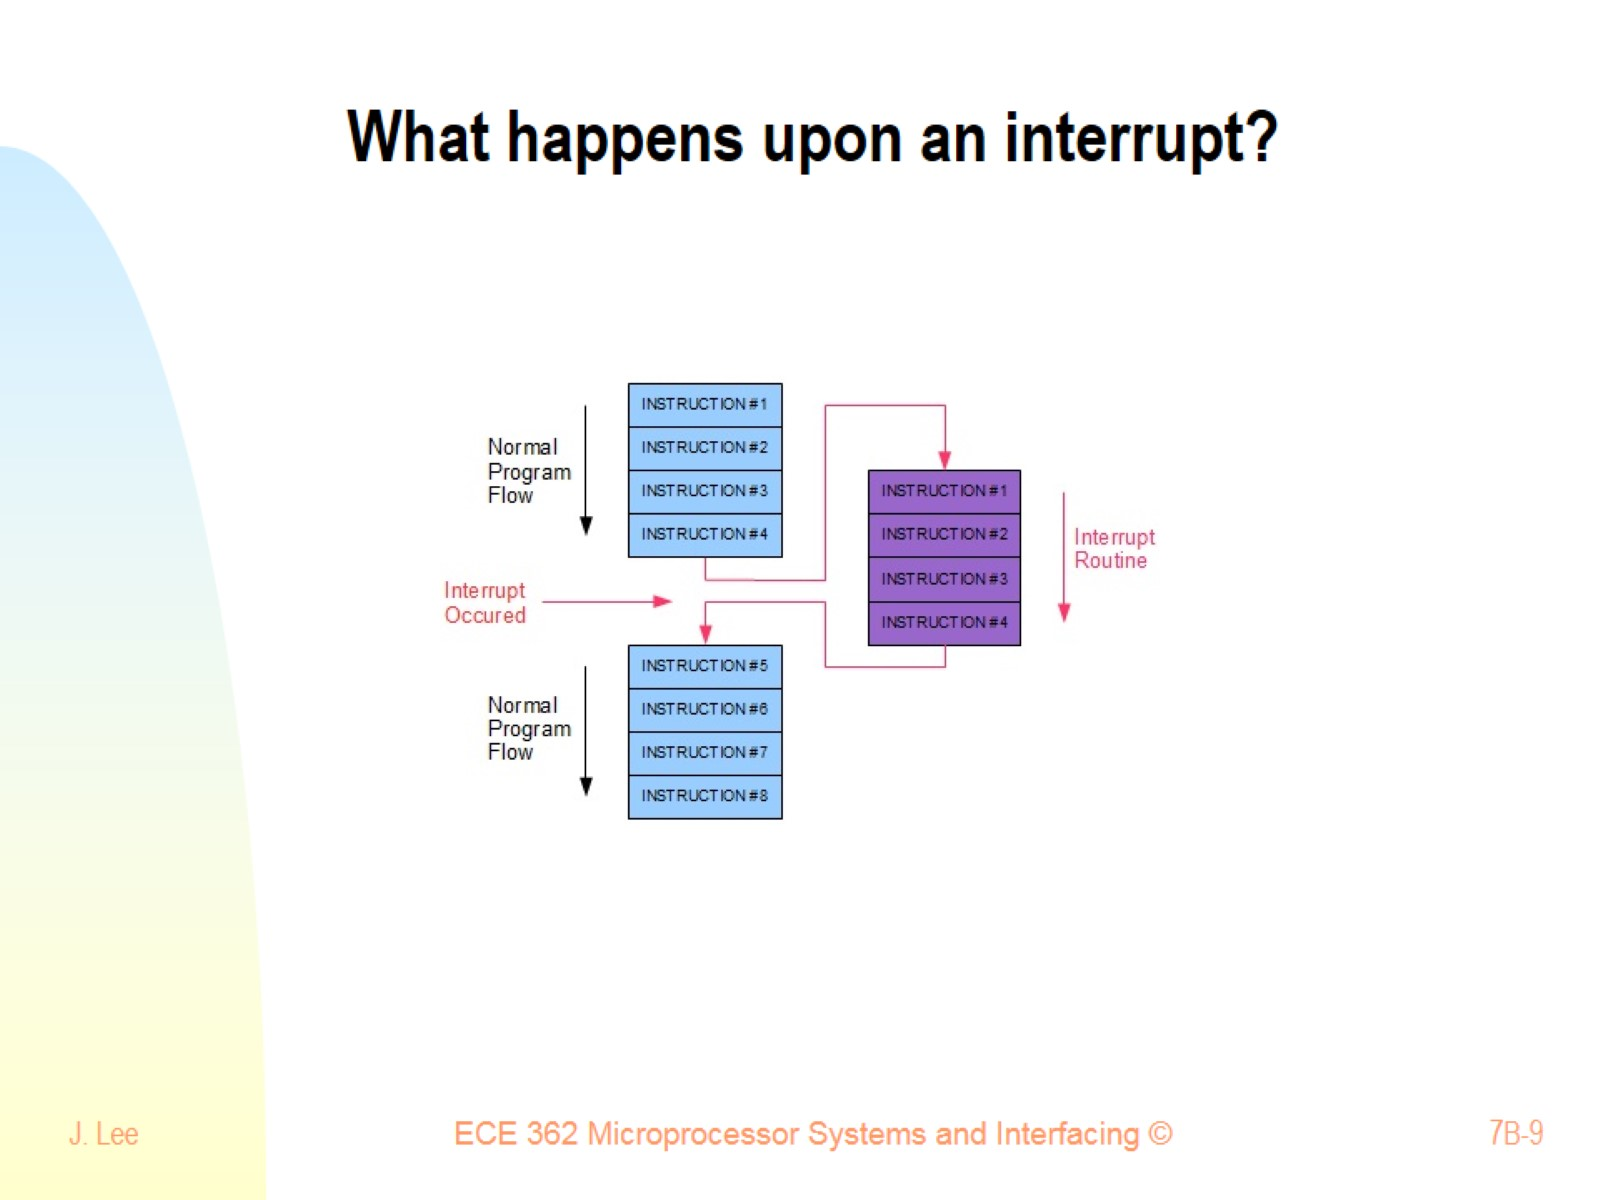 What happens upon an interrupt?
Normal
Program
Flow
INSTRUCTION #1
INSTRUCTION #2
INSTRUCTION #3
INSTRUCTION #4
Interrupt
Occured
INSTRUCTION #1
INSTRUCTION #2
INSTRUCTION #3
INSTRUCTION #4
Interrupt
Routine
Normal
Program
Flow
INSTRUCTION #5
INSTRUCTION #6
INSTRUCTION #7
INSTRUCTION #8
J. Lee
ECE 362 Microprocessor Systems and Interfacing ©
7B-9